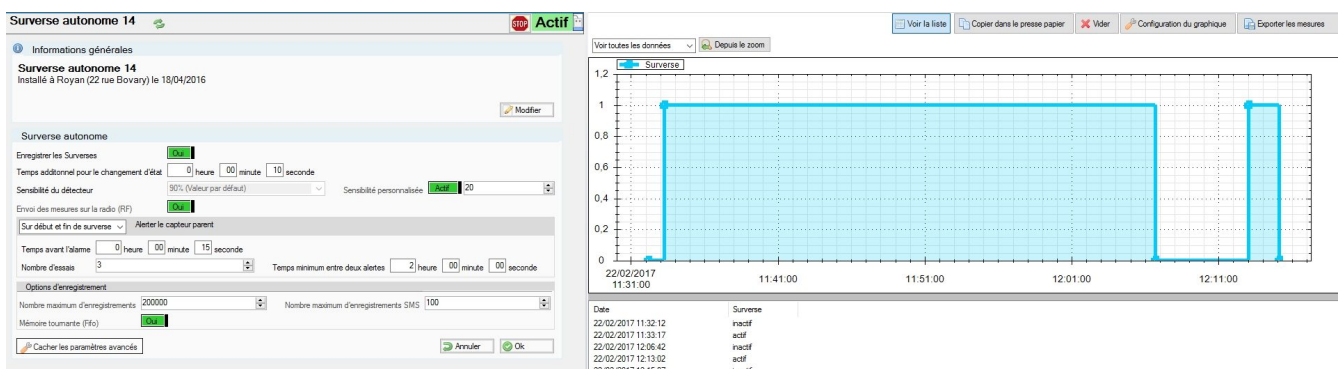 Surverse autonome 14
STOP Actif
Informations générales
Surverse autonome 14
Installé à Royan (22 rue Bovary) le 18/04/2016
Modifier
Surverse autonome
Enregistrer les Surverses Oui
Temps additonnel pour le changement d'état 0 heure 00 minute 10 seconde
Sensibilité du détecteur 90% (Valeur par défaut) Sensibilité personnalisée Actif 20
Envoi des mesures sur la radio (RF) Oui
Sur début et fin de surverse Alerter le capteur parent
Temps avant l'alarme 0 heure 00 minute 15 seconde
Nombre d'essais 3 Temps minimum entre deux alertes 2 heure 00 minute 00 seconde
Options d'enregistrement
Nombre maximum d'enregistrements 200000 Nombre maximum d'enregistrements SMS 100
Mémoire tournante (Fifo) Oui
Cacher les paramètres avancés Annuler Ok
Voir la liste Copier dans le presse papier Vider Configuration du graphique Exporter les mesures
Voir toutes les données Depuis le zoom
Surverse
1,2
1
0,8
0,6
0,4
0,2
0
22/02/2017
11:31:00 11:41:00 11:51:00 12:01:00 12:11:00
Date Surverse
22/02/2017 11:32:12 inactif
22/02/2017 11:33:17 actif
22/02/2017 12:06:42 inactif
22/02/2017 12:13:02 actif